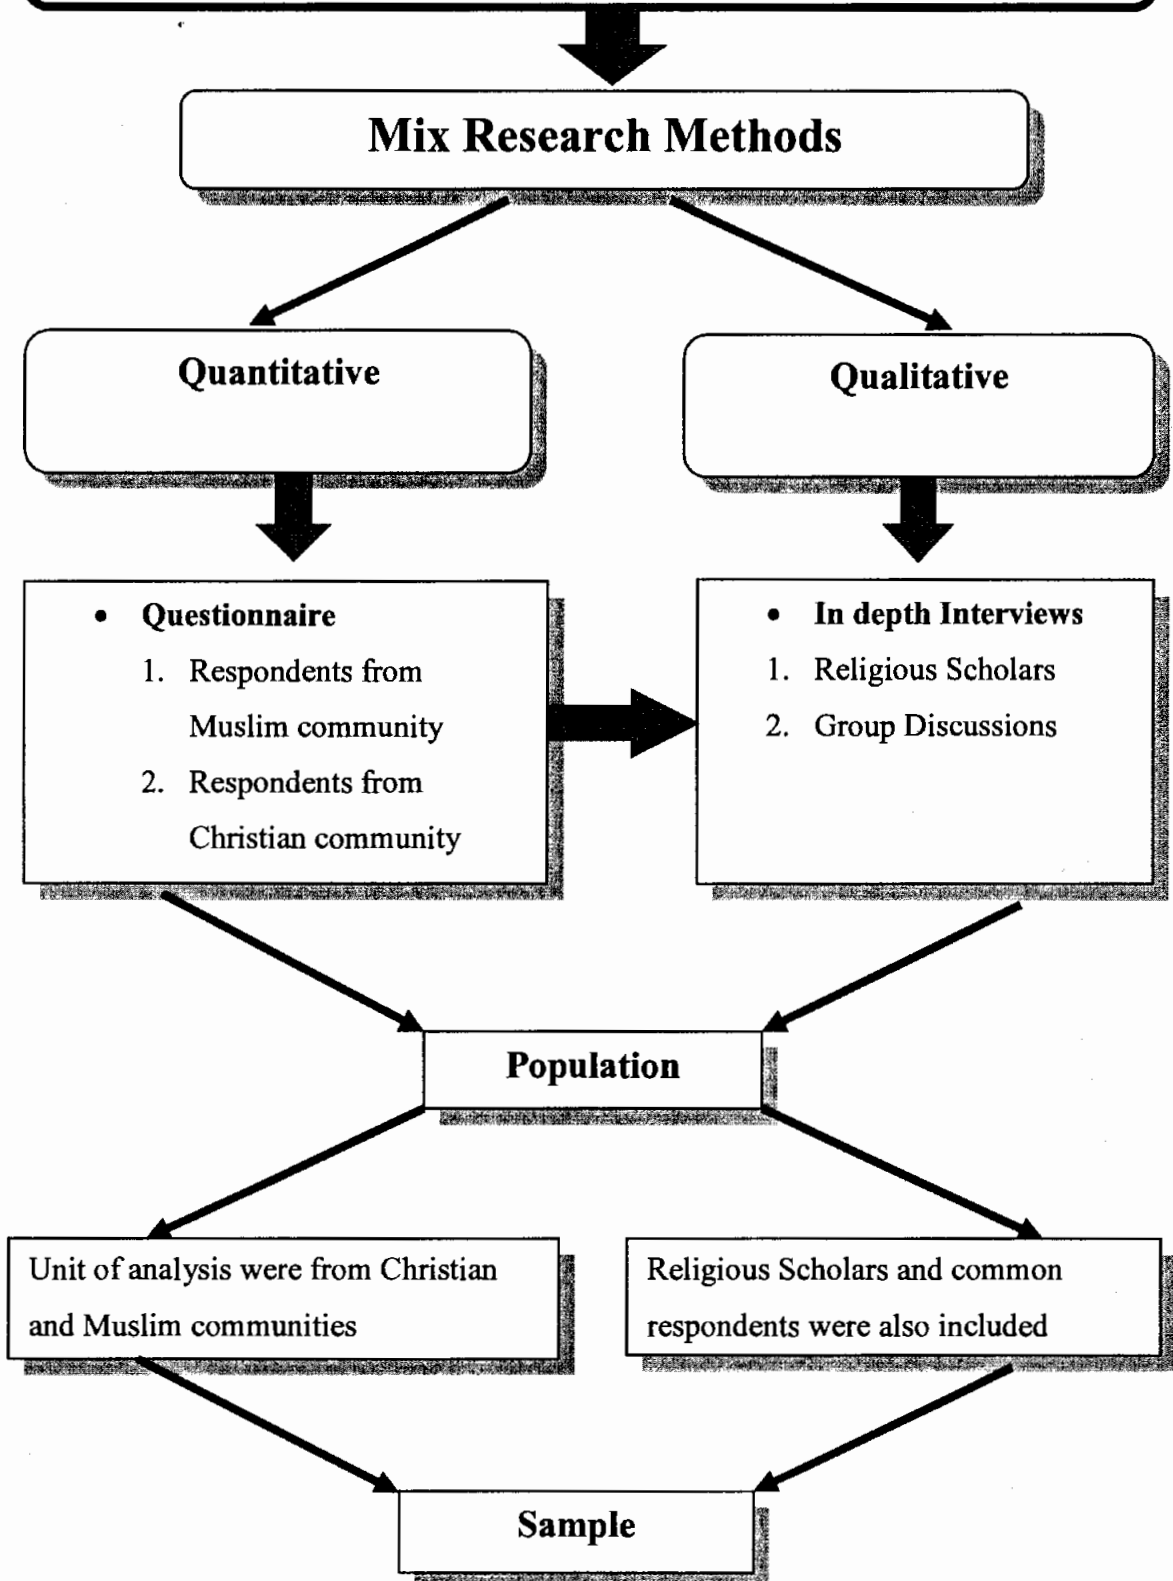 Mix Research Methods
Quantitative
Qualitative
• Questionnaire
1. Respondents from
Muslim community
2. Respondents from
Christian community
• In depth Interviews
1. Religious Scholars
2. Group Discussions
Population
Unit of analysis were from Christian
and Muslim communities
Religious Scholars and common
respondents were also included
Sample